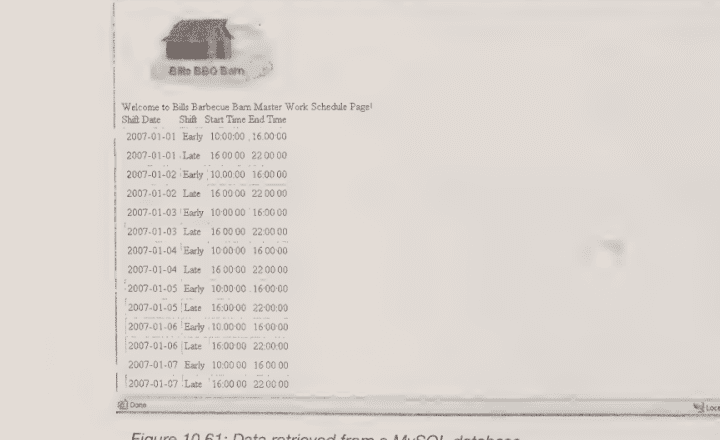 Bills BBQ Barn
Welcome to Bills Barbecue Barn Master Work Schedule Page!
Shift Date Shift Start Time End Time
2007-01-01 Early 10:00:00 16:00:00
2007-01-01 Late 16:00:00 22:00:00
2007-01-02 Early 10:00:00 16:00:00
2007-01-02 Late 16:00:00 22:00:00
2007-01-03 Early 10:00:00 16:00:00
2007-01-03 Late 16:00:00 22:00:00
2007-01-04 Early 10:00:00 16:00:00
2007-01-04 Late 16:00:00 22:00:00
2007-01-05 Early 10:00:00 16:00:00
2007-01-05 Late 16:00:00 22:00:00
2007-01-06 Early 10:00:00 16:00:00
2007-01-06 Late 16:00:00 22:00:00
2007-01-07 Early 10:00:00 16:00:00
2007-01-07 Late 16:00:00 22:00:00
Done
Figure 10.61: Data retrieved from a MySQL database